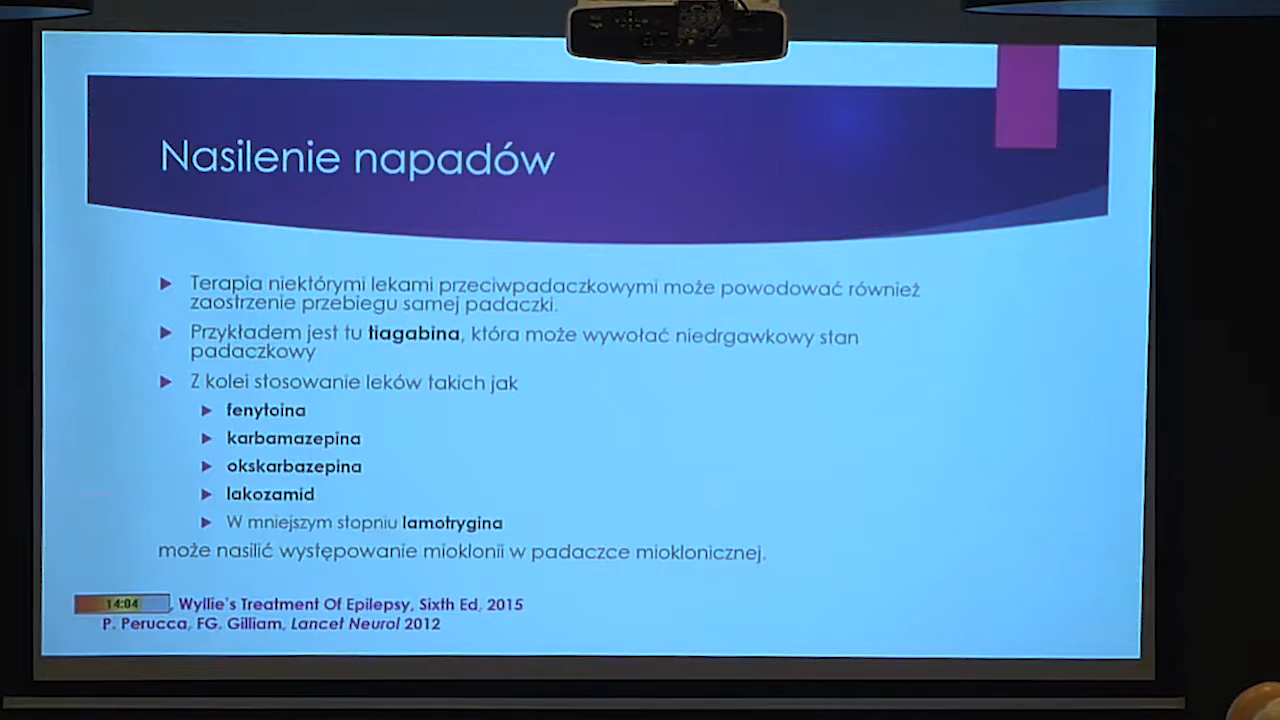 Nasilenie napadów
Terapia niektórymi lekami przeciwpadaczkowymi może powodować również
zaostrzenie przebiegu samej padaczki.
Przykładem jest tu tiagabina, która może wywołać niedrgawkowy stan
padaczkowy
Z kolei stosowanie leków takich jak
fenytoina
karbamazepina
okskarbazepina
lakozamid
W mniejszym stopniu lamotrygina
może nasilić występowanie mioklonii w padaczce mioklonicznej.
14:04, Wyllie's Treatment Of Epilepsy, Sixth Ed, 2015
P. Perucca, FG. Gilliam, Lancet Neurol 2012